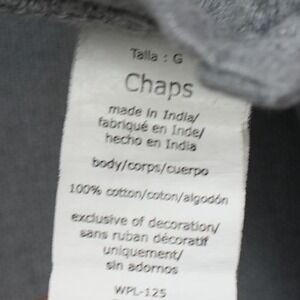 Talla : G
Chaps
made in India/
fabriqué en Inde/
hecho en India
body/corps/cuerpo
100% cotton/coton/algodón
exclusive of decoration/
sans ruban décoratif
uniquement/
sin adornos
WPL-125